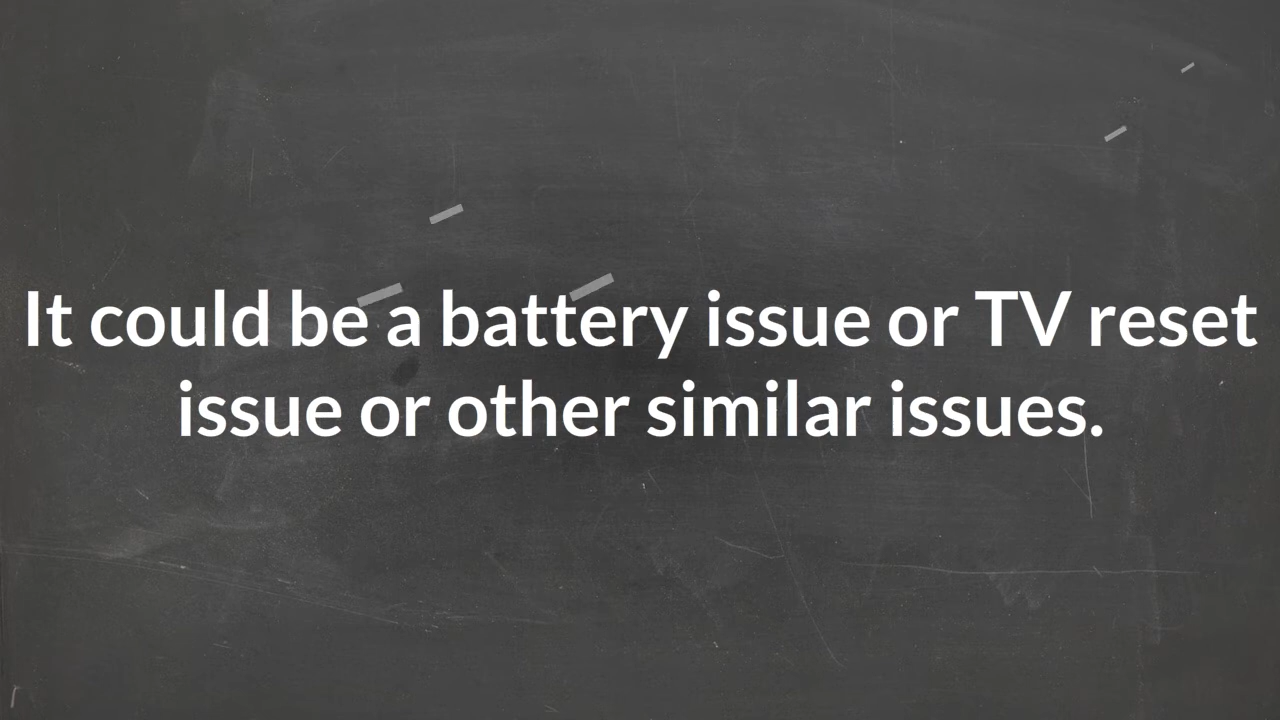 It could be a battery issue or TV reset
issue or other similar issues.